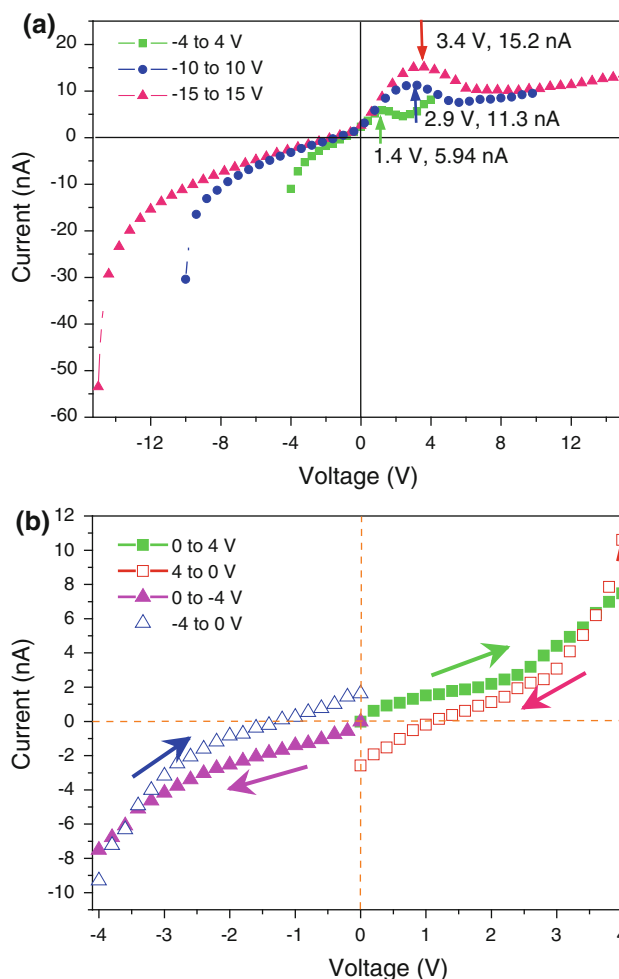 (a)
25
20
10
0
-10
-20
-30
-40
-50
-60
Current (nA)
-4 to 4 V
-10 to 10 V
-15 to 15 V
3.4 V, 15.2 nA
2.9 V, 11.3 nA
1.4 V, 5.94 nA
-12 -8 -4 0 4 8 12
Voltage (V)
(b)
12
10
8
6
4
2
0
-2
-4
-6
-8
-10
Current (nA)
0 to 4 V
4 to 0 V
0 to -4 V
-4 to 0 V
-4 -3 -2 -1 0 1 2 3 4
Voltage (V)